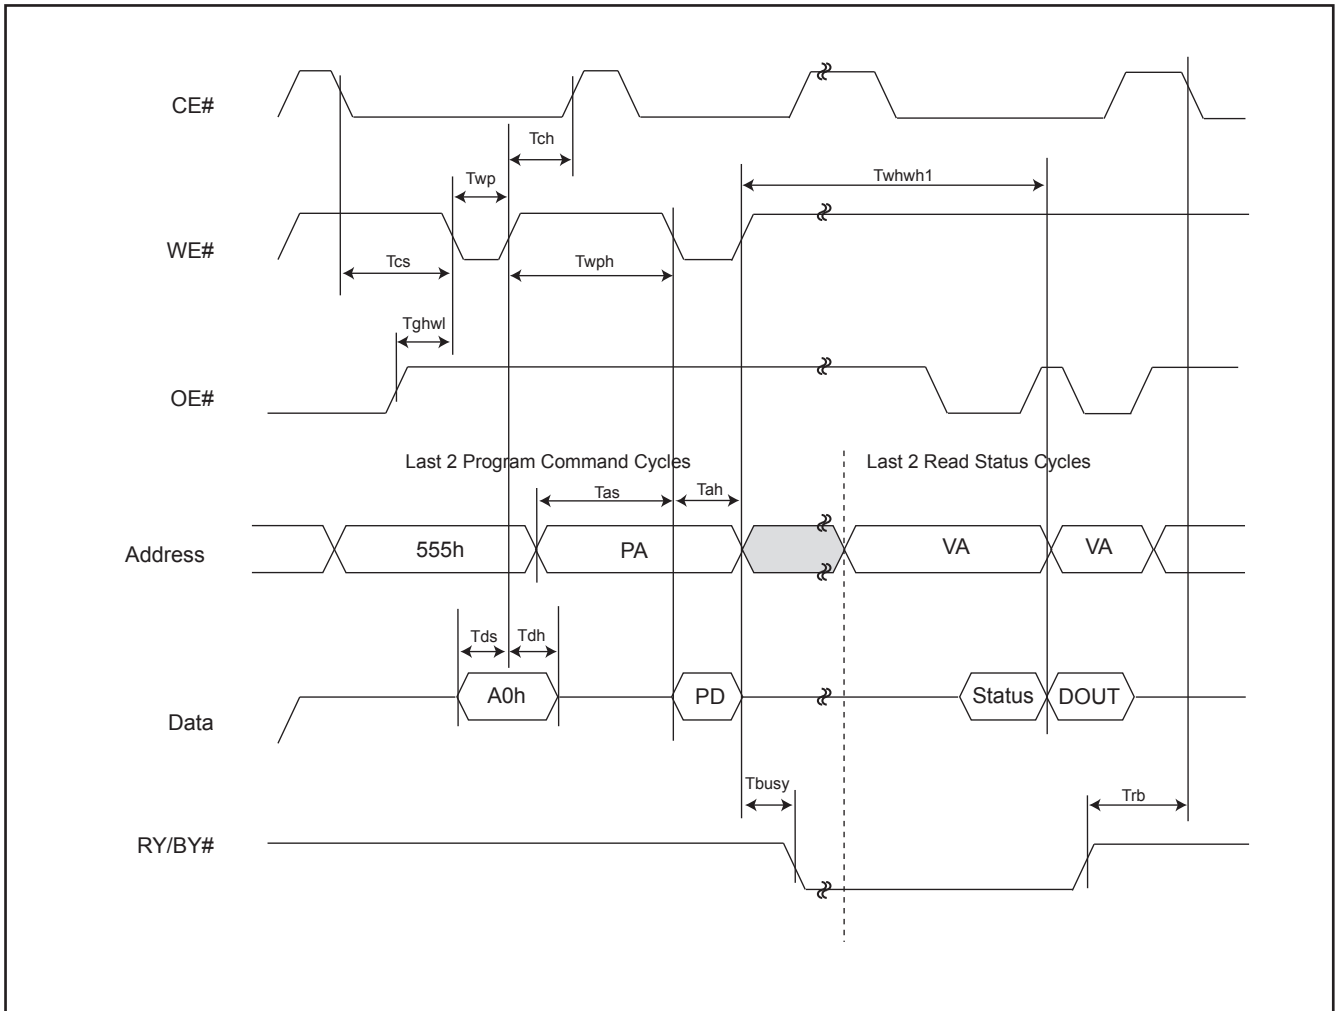 CE#
Tch
Twp
Twhwh1
WE#
Tcs
Twph
Tghwl
OE#
Last 2 Program Command Cycles
Last 2 Read Status Cycles
Tas
Tah
Address
555h
PA
VA
VA
Tds
Tdh
A0h
PD
Status
DOUT
Data
Tbusy
Trb
RY/BY#